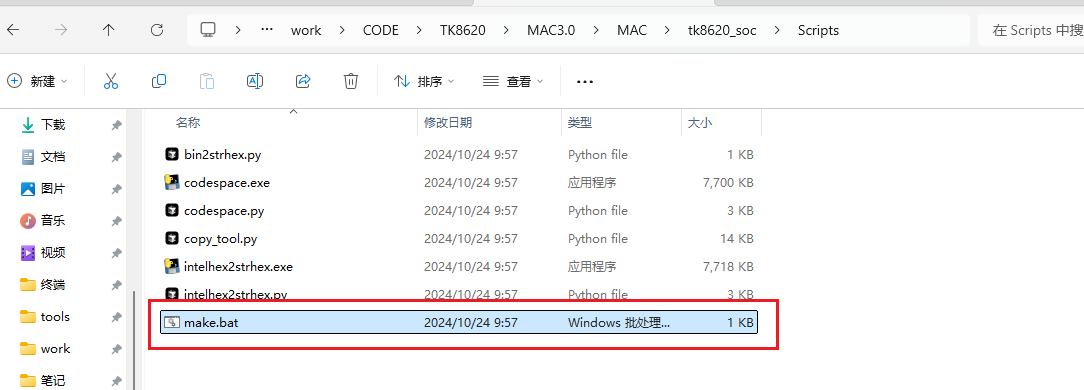 … work > CODE > TK8620 > MAC3.0 > MAC > tk8620_soc > Scripts 在 Scripts 中搜
新建 排序 查看 ...
名称 修改日期 类型 大小
下载
文档
图片
音乐
视频
终端
tools
work
笔记
bin2strhex.py 2024/10/24 9:57 Python file 1 KB
codespace.exe 2024/10/24 9:57 应用程序 7,700 KB
codespace.py 2024/10/24 9:57 Python file 3 KB
copy_tool.py 2024/10/24 9:57 Python file 14 KB
intelhex2strhex.exe 2024/10/24 9:57 应用程序 7,718 KB
intelhex2strhex.py 2024/10/24 9:57 Python file 3 KB
make.bat 2024/10/24 9:57 Windows 批处理... 1 KB